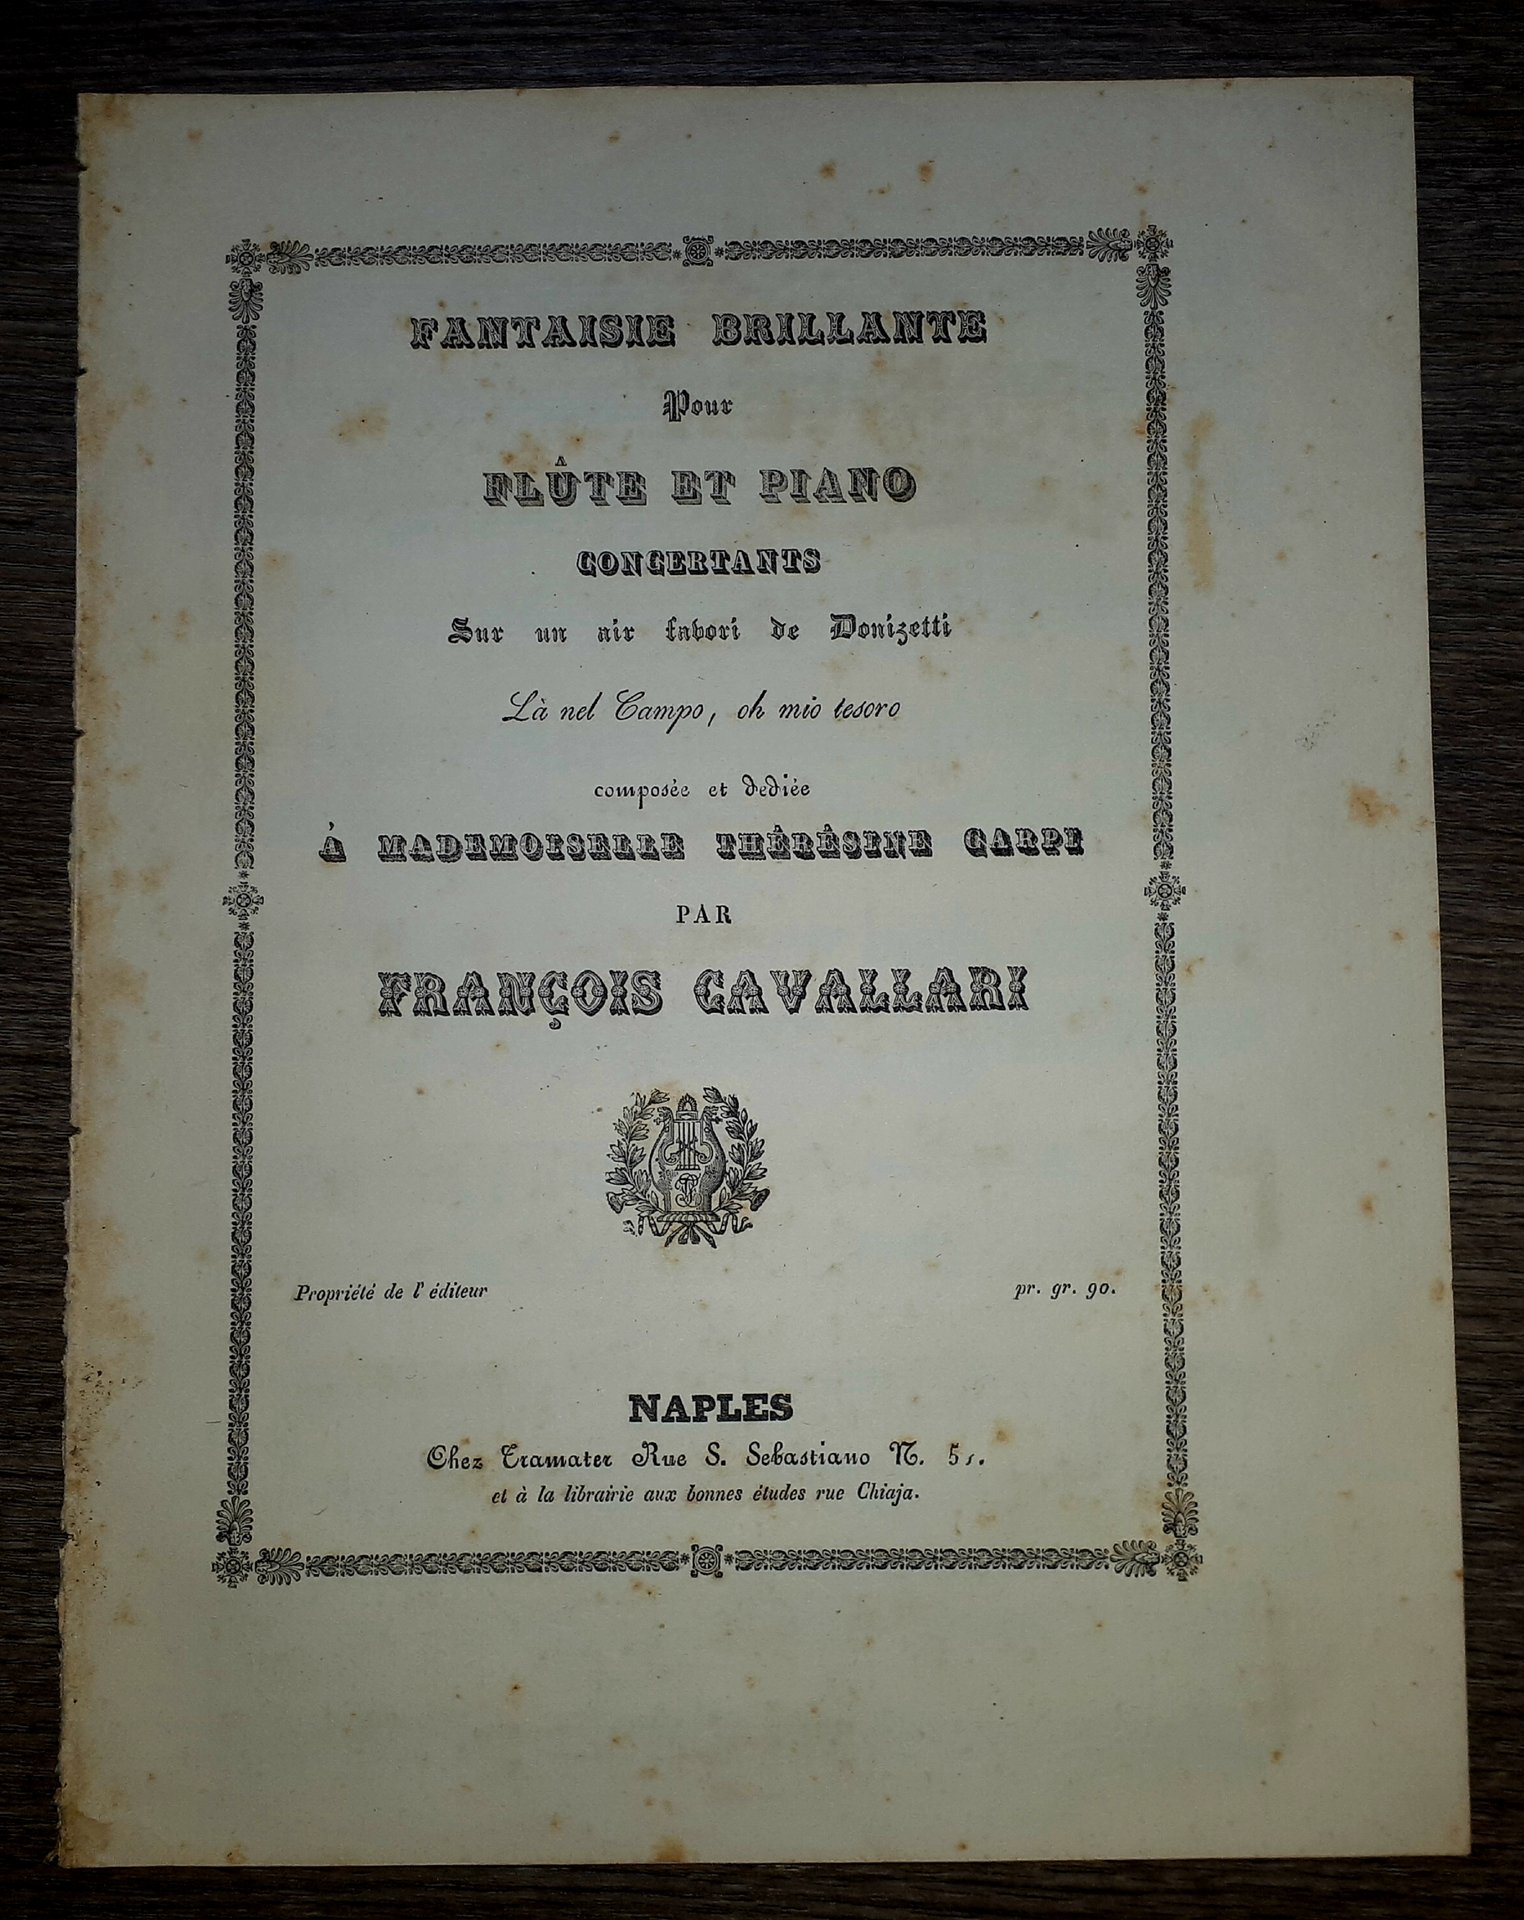 FANTAISIE BRILLANTE
Pour
FLÛTE ET PIANO
CONCERTANTS
Sur un air favori de Donizetti
Là nel Campo, oh mio tesoro
composée et dediée
À MADEMOISELLE THÉRÉSINE CARPI
PAR
FRANÇOIS CAVALLARI
Propriété de l' éditeur
pr. gr. 90.
NAPLES
Chez Tramater Rue S. Sebastiano N. 51.
et à la librairie aux bonnes études rue Chiaja.